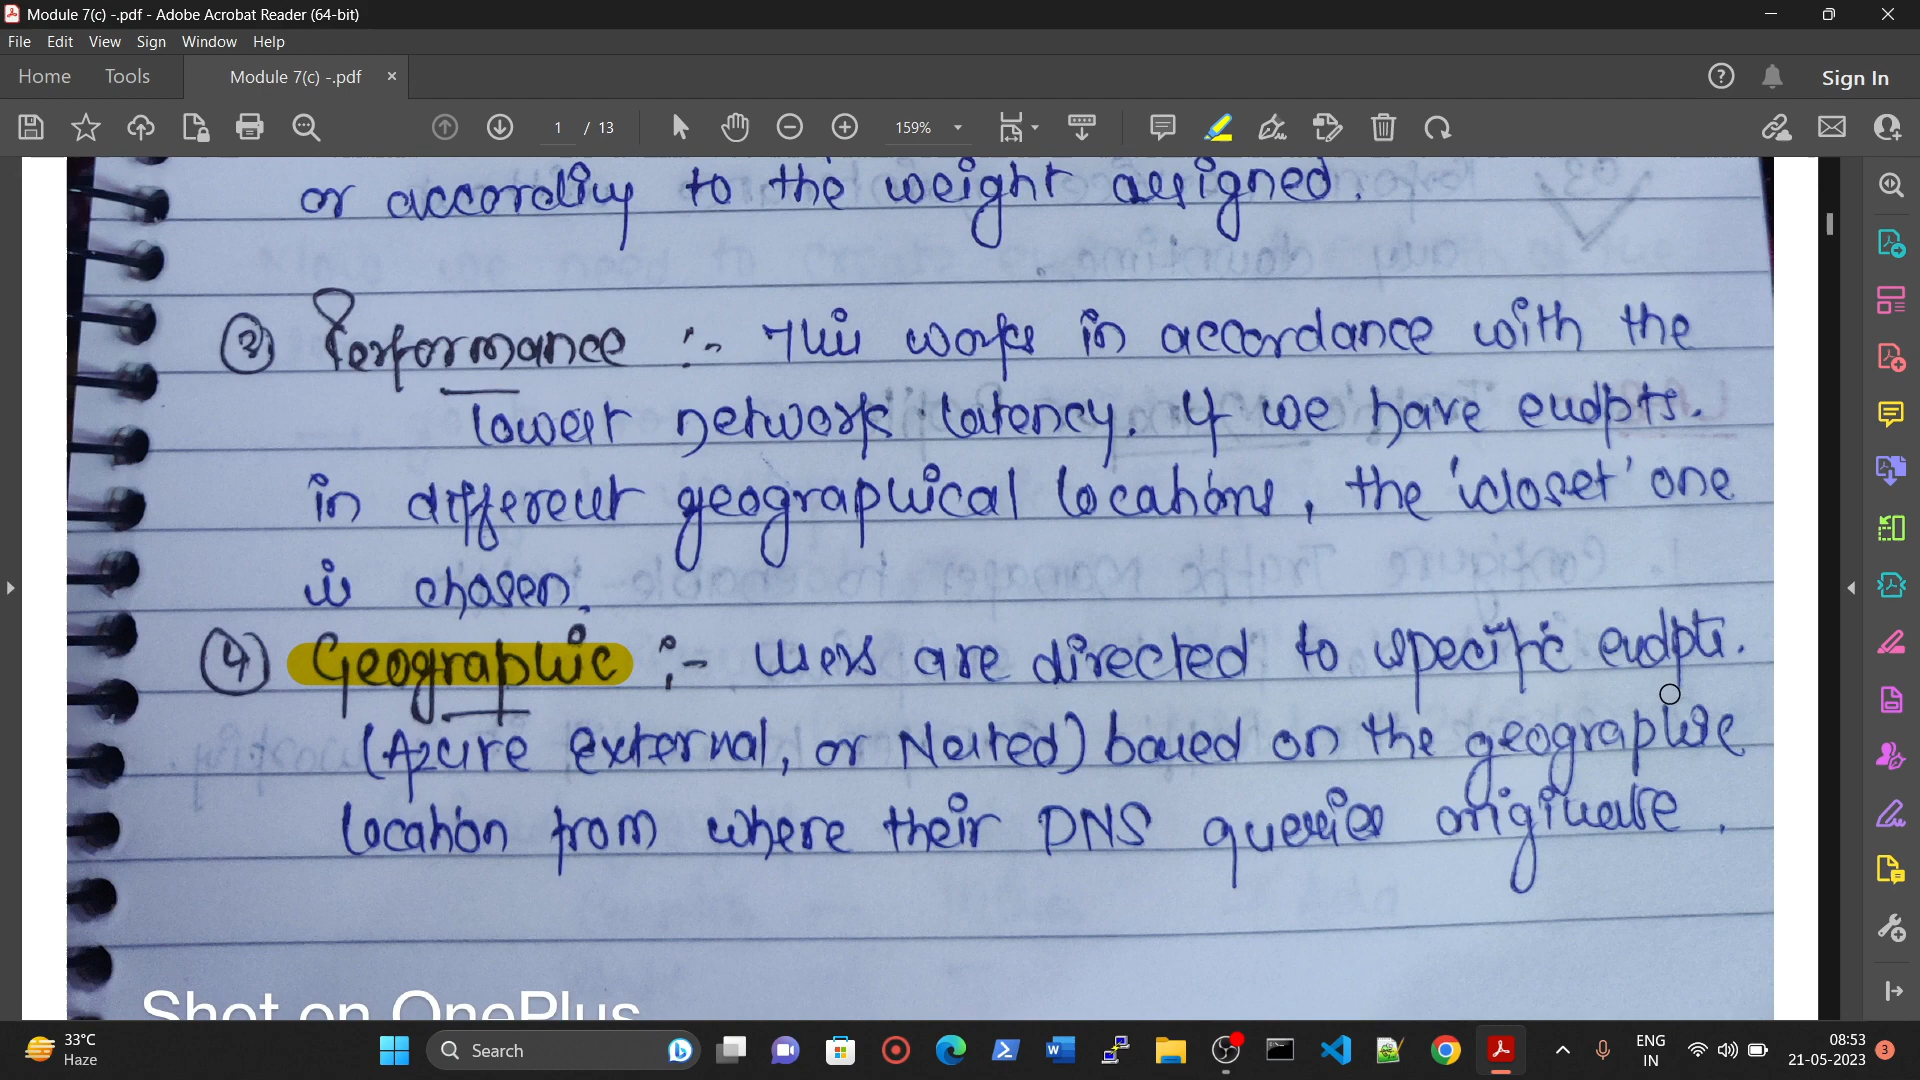 Module 7(c) -.pdf - Adobe Acrobat Reader (64-bit)
File Edit View Sign Window Help
Home Tools Module 7(c) -.pdf × Sign In
1 / 13 159%
or according to the weight assigned.
③ Performance :- This works in accordance with the
lowest network latency. If we have endpts.
in different geographical locations, the 'closet' one
is chosen.
④ Geographic :- Users are directed to specific endpts.
(Azure external, or Nested) based on the geographic
location from where their DNS queries originate.
Shot on OnePlus
33°C
Haze
Search
ENG
IN
08:53
21-05-2023
3